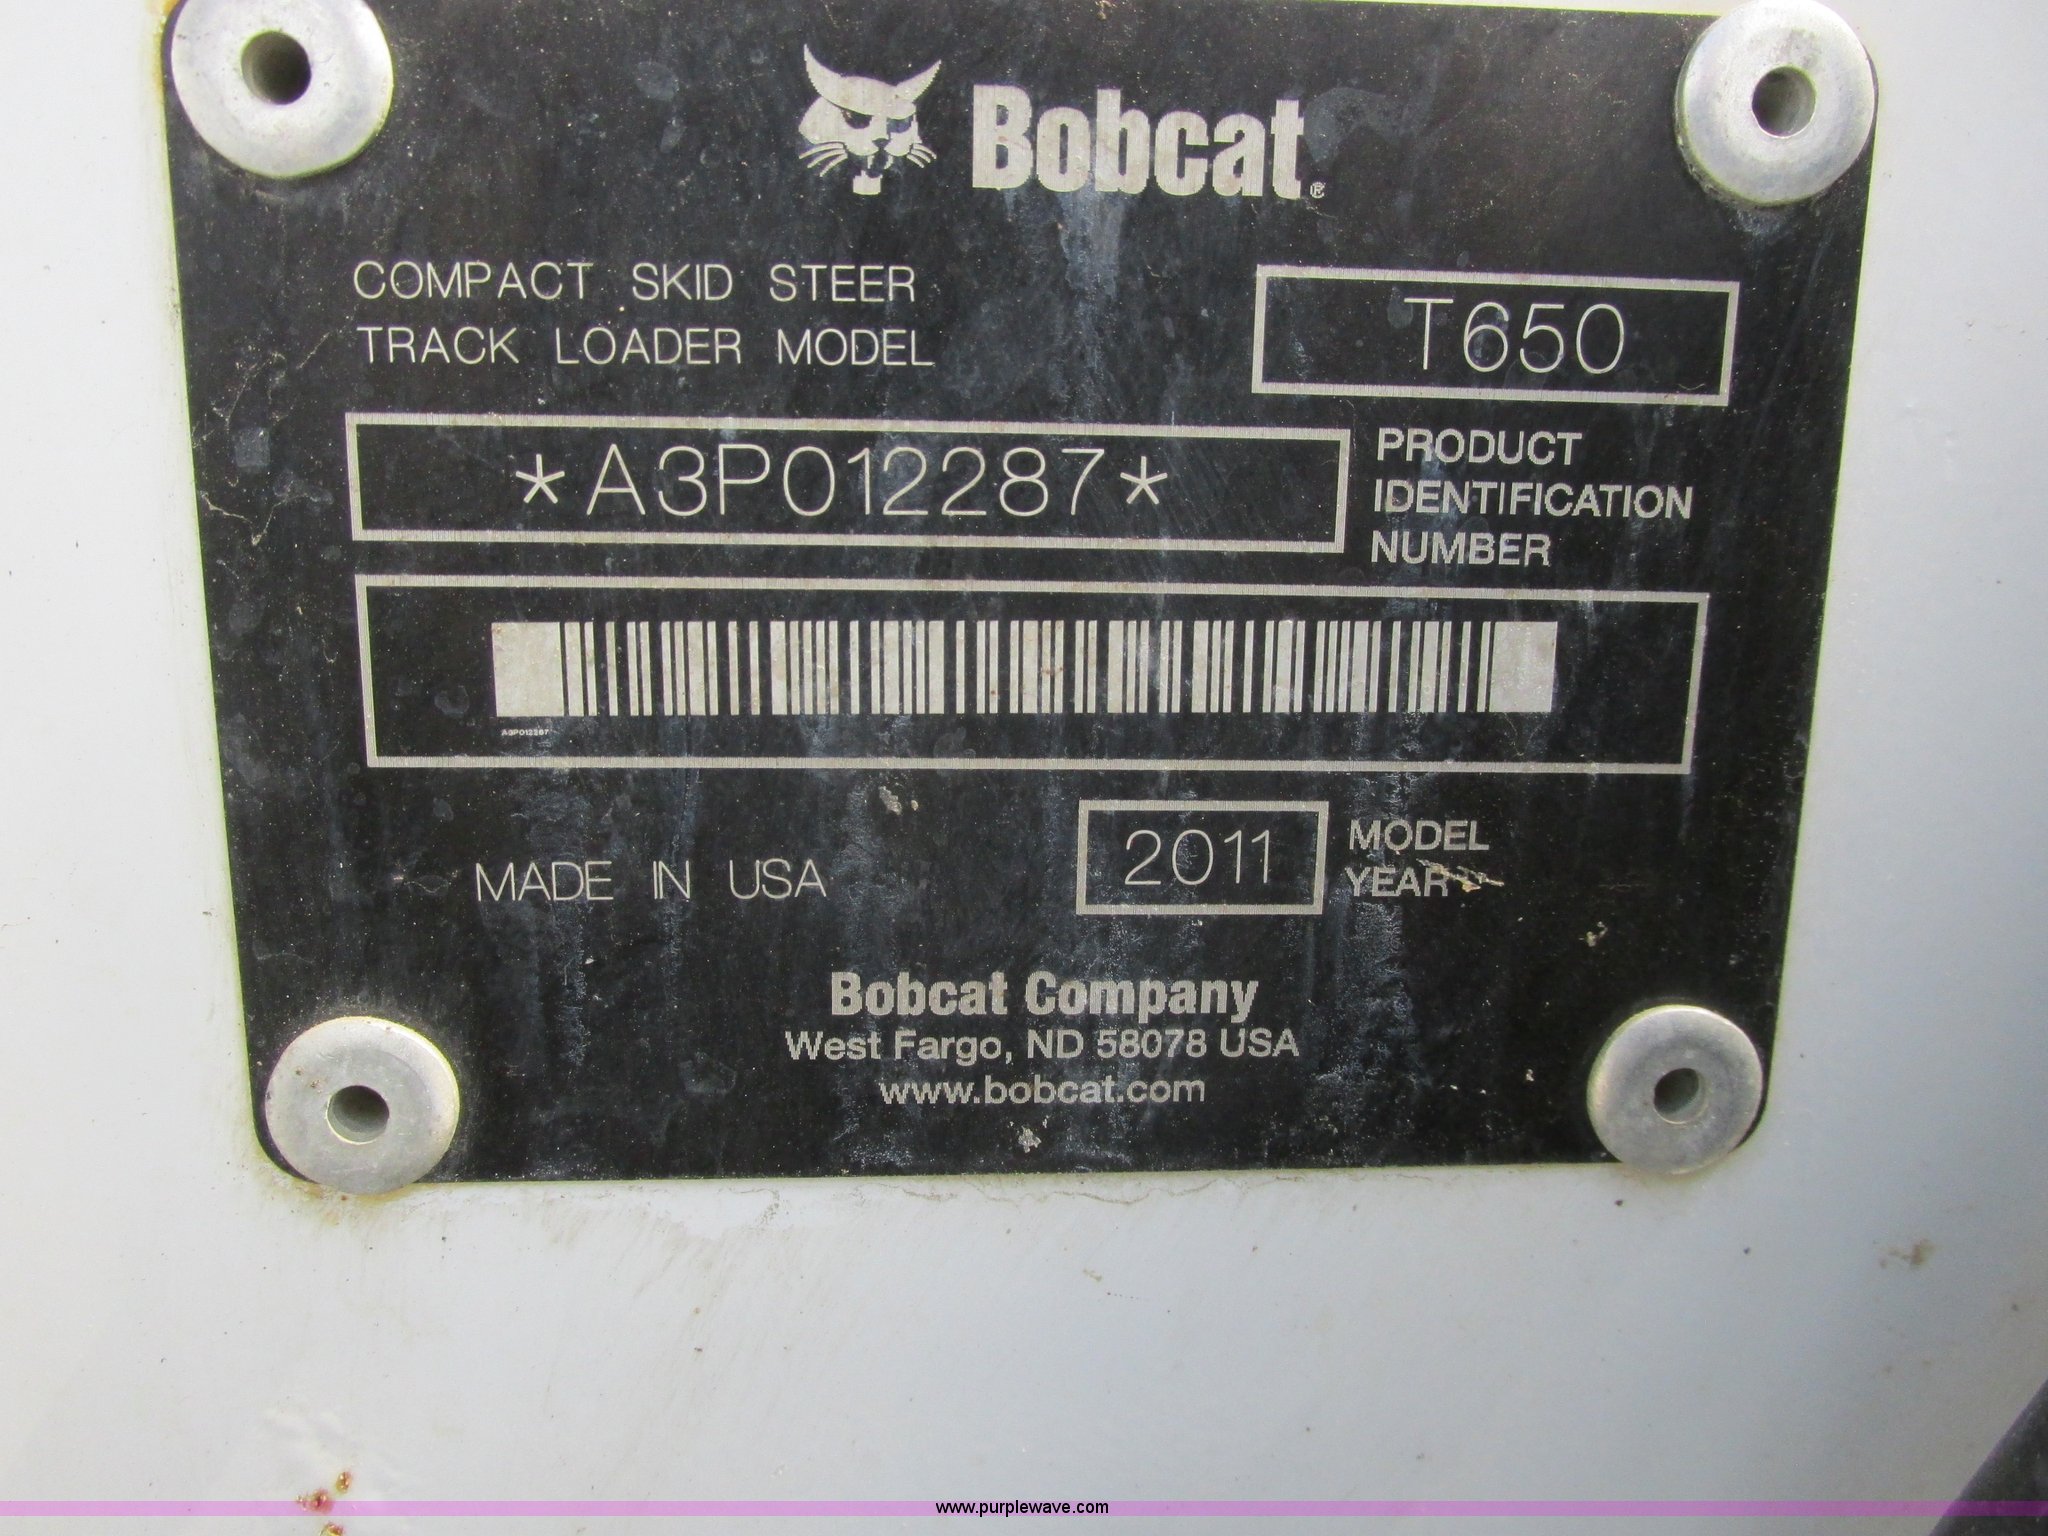 Bobcat®
COMPACT SKID STEER
TRACK LOADER MODEL
T650
*A3P012287*
PRODUCT
IDENTIFICATION
NUMBER
A3P012287
MADE IN USA
2011
MODEL
YEAR
Bobcat Company
West Fargo, ND 58078 USA
www.bobcat.com
www.purplewave.com